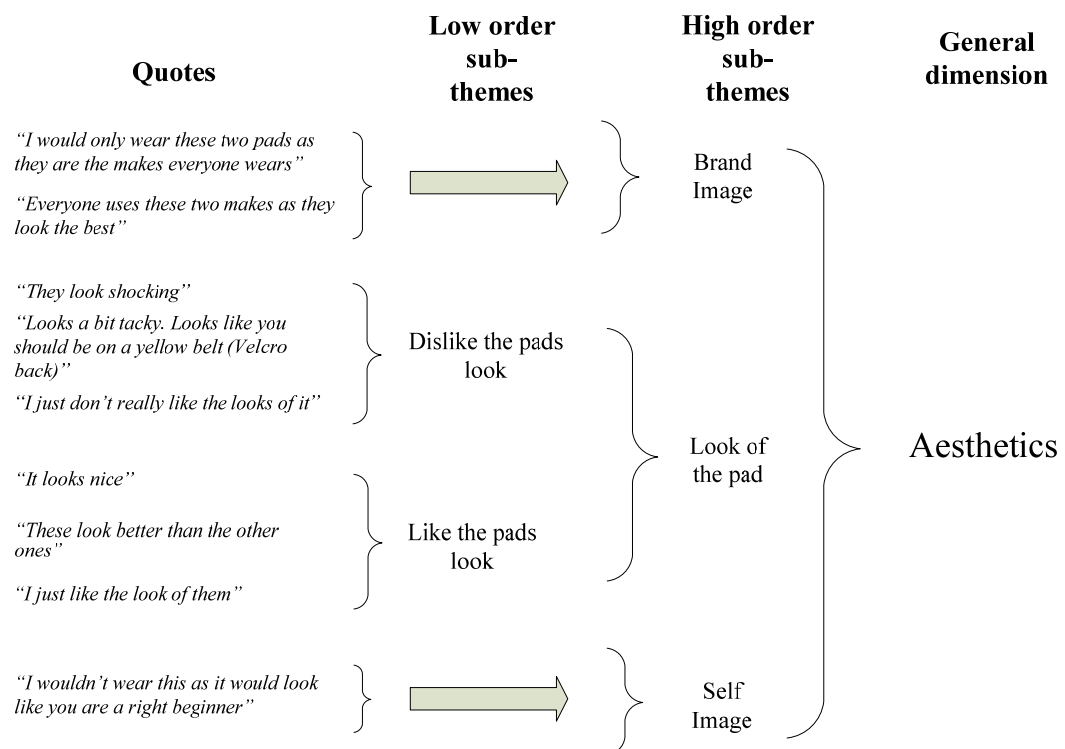 Quotes
Low order
sub-
themes
High order
sub-
themes
General
dimension
“I would only wear these two pads as
they are the makes everyone wears”
“Everyone uses these two makes as they
look the best”
Brand
Image
“They look shocking”
“Looks a bit tacky. Looks like you
should be on a yellow belt (Velcro
back)”
“I just don’t really like the looks of it”
Dislike the pads
look
“It looks nice”
“These look better than the other
ones”
“I just like the look of them”
Like the pads
look
Look of
the pad
Aesthetics
“I wouldn’t wear this as it would look
like you are a right beginner”
Self
Image